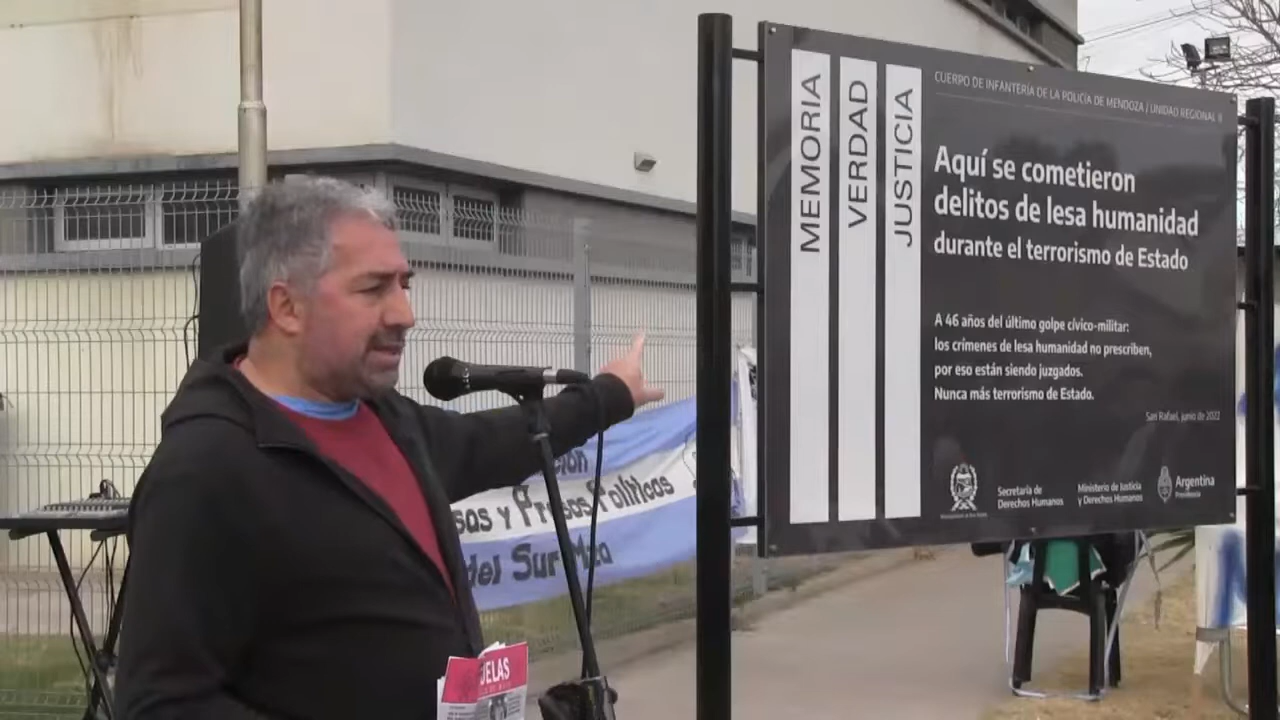 MEMORIA
VERDAD
JUSTICIA
CUERPO DE INFANTERÍA DE LA POLICÍA DE MENDOZA / UNIDAD REGIONAL II
Aquí se cometieron
delitos de lesa humanidad
durante el terrorismo de Estado
A 46 años del último golpe cívico-militar:
los crímenes de lesa humanidad no prescriben,
por eso están siendo juzgados.
Nunca más terrorismo de Estado.
San Rafael, junio de 2022
Secretaría de
Derechos Humanos
Ministerio de Justicia
y Derechos Humanos
Argentina
Presidencia
ción
sas y Presos Políticos
del Sur Mza
UELAS